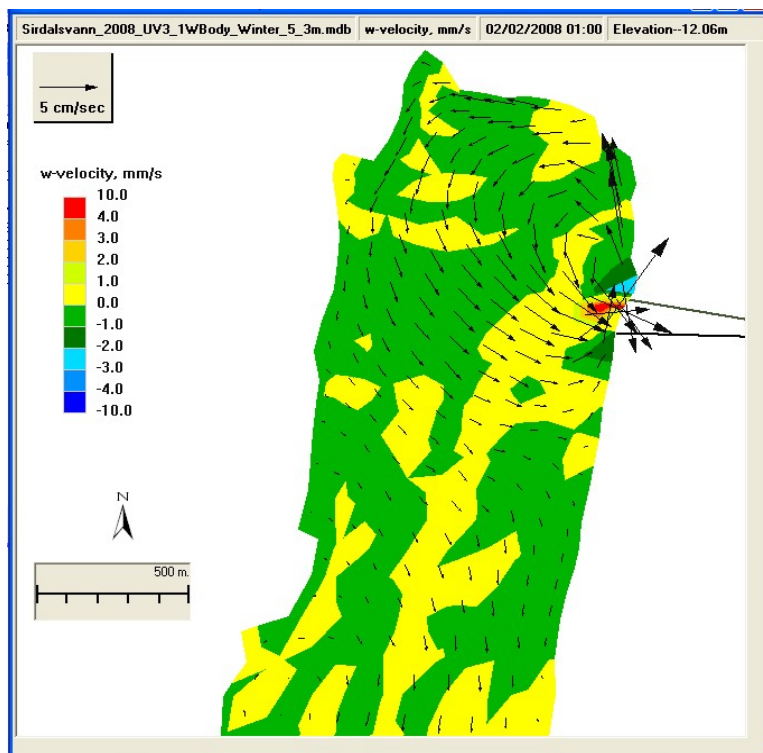 Sirdalsvann_2008_UV3_1WBody_Winter_5_3m.mdb w-velocity, mm/s 02/02/2008 01:00 Elevation--12.06m
5 cm/sec
w-velocity, mm/s
10.0
4.0
3.0
2.0
1.0
0.0
-1.0
-2.0
-3.0
-4.0
-10.0
N
500 m.